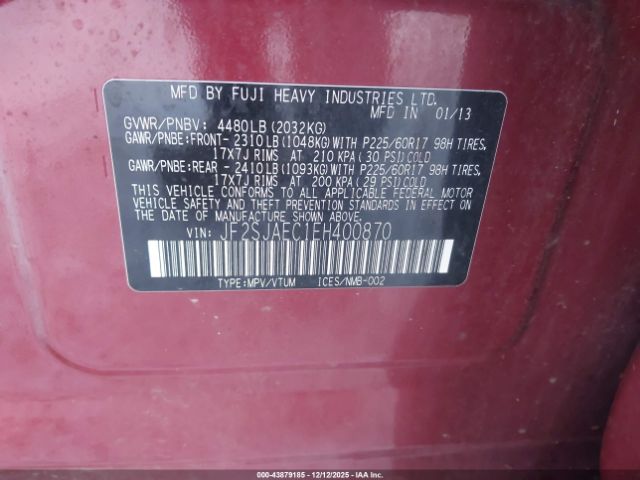 MFD BY FUJI HEAVY INDUSTRIES LTD.
MFD IN 01/13
GVWR/PNBV: 4480LB(2032KG)
GAWR/PNBE:FRONT- 2310LB(1048KG)WITH P225/60R17 98H TIRES,
17X7J RIMS AT 210 KPA(30 PSI)COLD
GAWR/PNBE:REAR - 2410LB(1093KG)WITH P225/60R17 98H TIRES,
17X7J RIMS AT 200 KPA(29 PSI)COLD
THIS VEHICLE CONFORMS TO ALL APPLICABLE FEDERAL MOTOR
VEHICLE SAFETY AND THEFT PREVENTION STANDARDS IN EFFECT
ON THE DATE OF MANUFACTURE SHOWN ABOVE.
VIN: JF2SJAEC1EH400870
TYPE:MPV/VTUM ICES/NMB-002
000-43879185 - 12/12/2025 - IAAI.COM